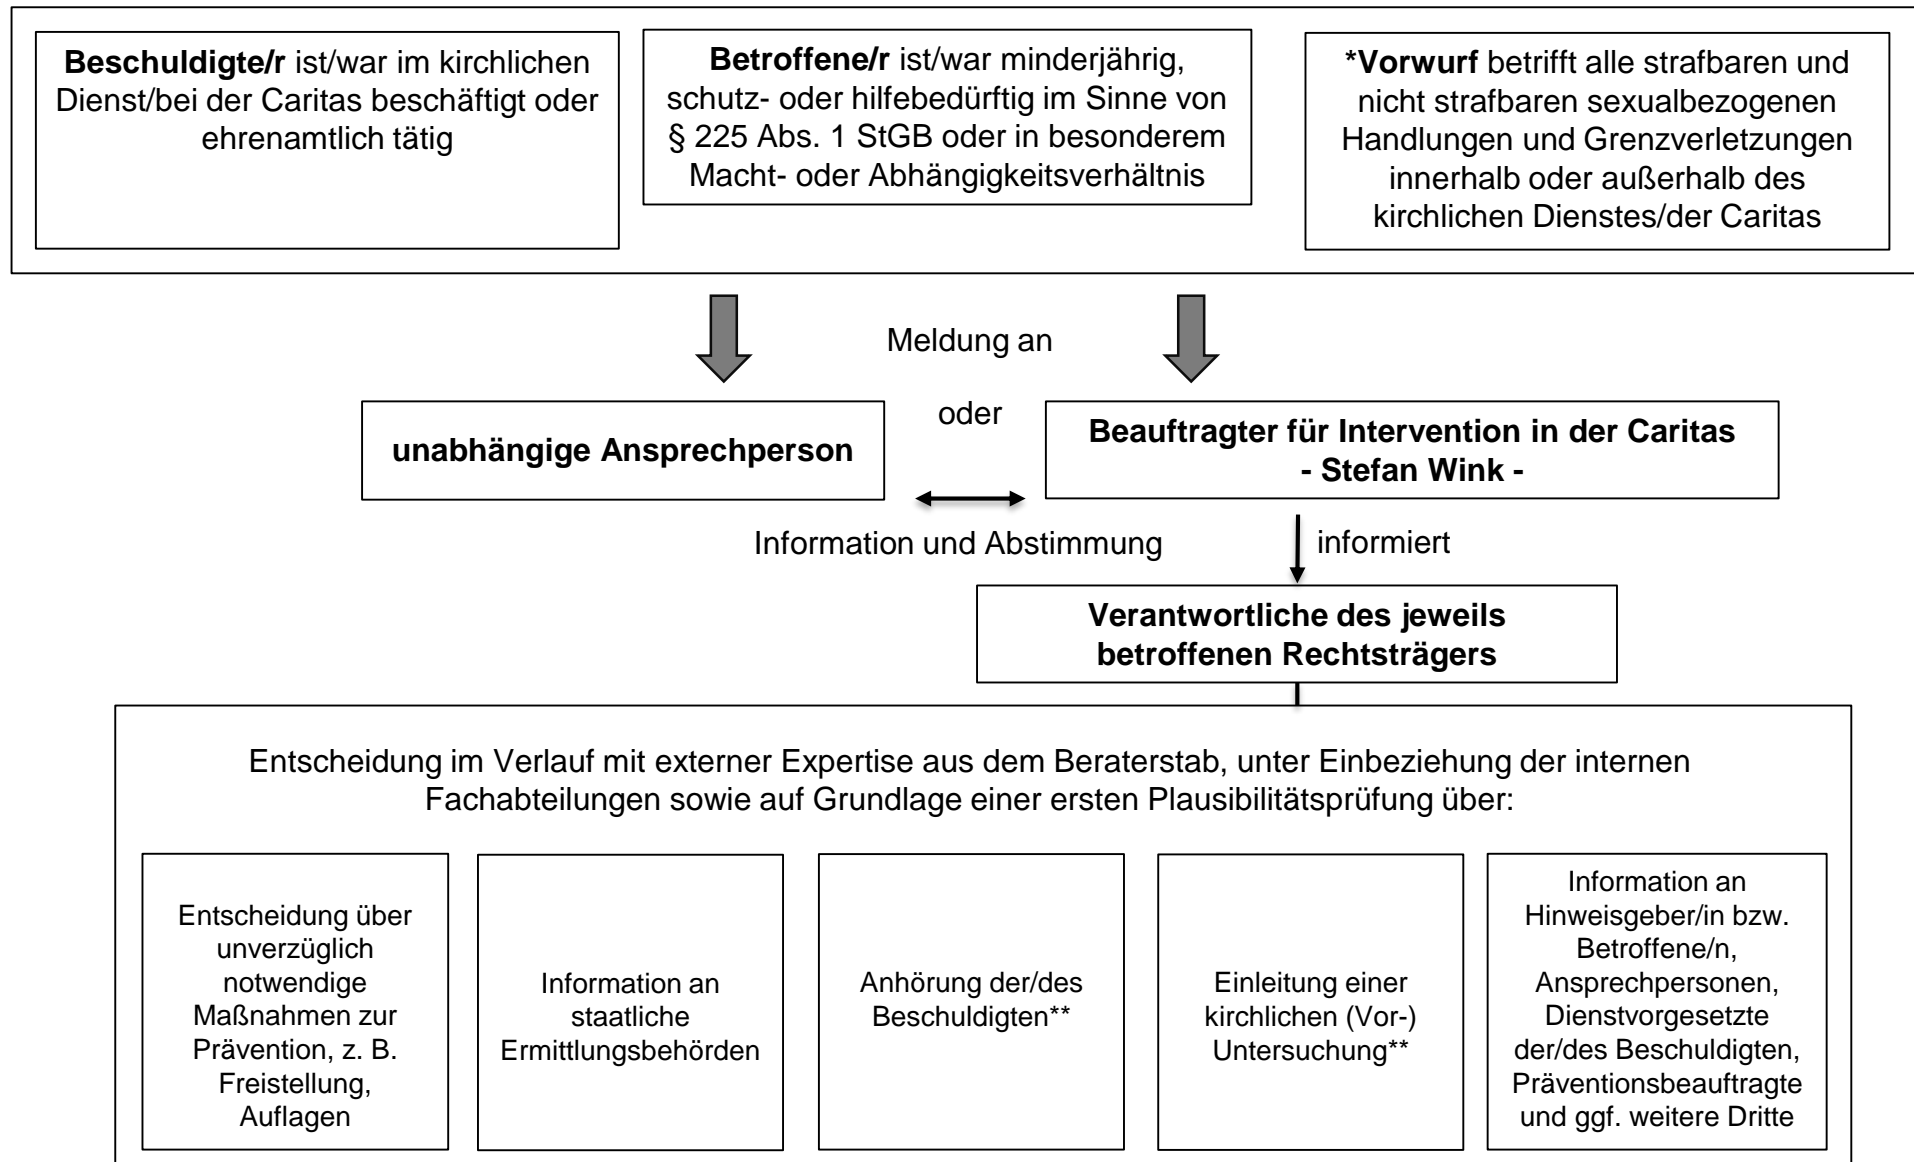 Beschuldigte/r ist/war im kirchlichen
Dienst/bei der Caritas beschäftigt oder
ehrenamtlich tätig
Betroffene/r ist/war minderjährig,
schutz- oder hilfebedürftig im Sinne von
§ 225 Abs. 1 StGB oder in besonderem
Macht- oder Abhängigkeitsverhältnis
*Vorwurf betrifft alle strafbaren und
nicht strafbaren sexualbezogenen
Handlungen und Grenzverletzungen
innerhalb oder außerhalb des
kirchlichen Dienstes/der Caritas
Meldung an
unabhängige Ansprechperson
oder
Beauftragter für Intervention in der Caritas
- Stefan Wink -
Information und Abstimmung
informiert
Verantwortliche des jeweils
betroffenen Rechtsträgers
Entscheidung im Verlauf mit externer Expertise aus dem Beraterstab, unter Einbeziehung der internen
Fachabteilungen sowie auf Grundlage einer ersten Plausibilitätsprüfung über:
Entscheidung über
unverzüglich
notwendige
Maßnahmen zur
Prävention, z. B.
Freistellung,
Auflagen
Information an
staatliche
Ermittlungsbehörden
Anhörung der/des
Beschuldigten**
Einleitung einer
kirchlichen (Vor-)
Untersuchung**
Information an
Hinweisgeber/in bzw.
Betroffene/n,
Ansprechpersonen,
Dienstvorgesetzte
der/des Beschuldigten,
Präventionsbeauftragte
und ggf. weitere Dritte